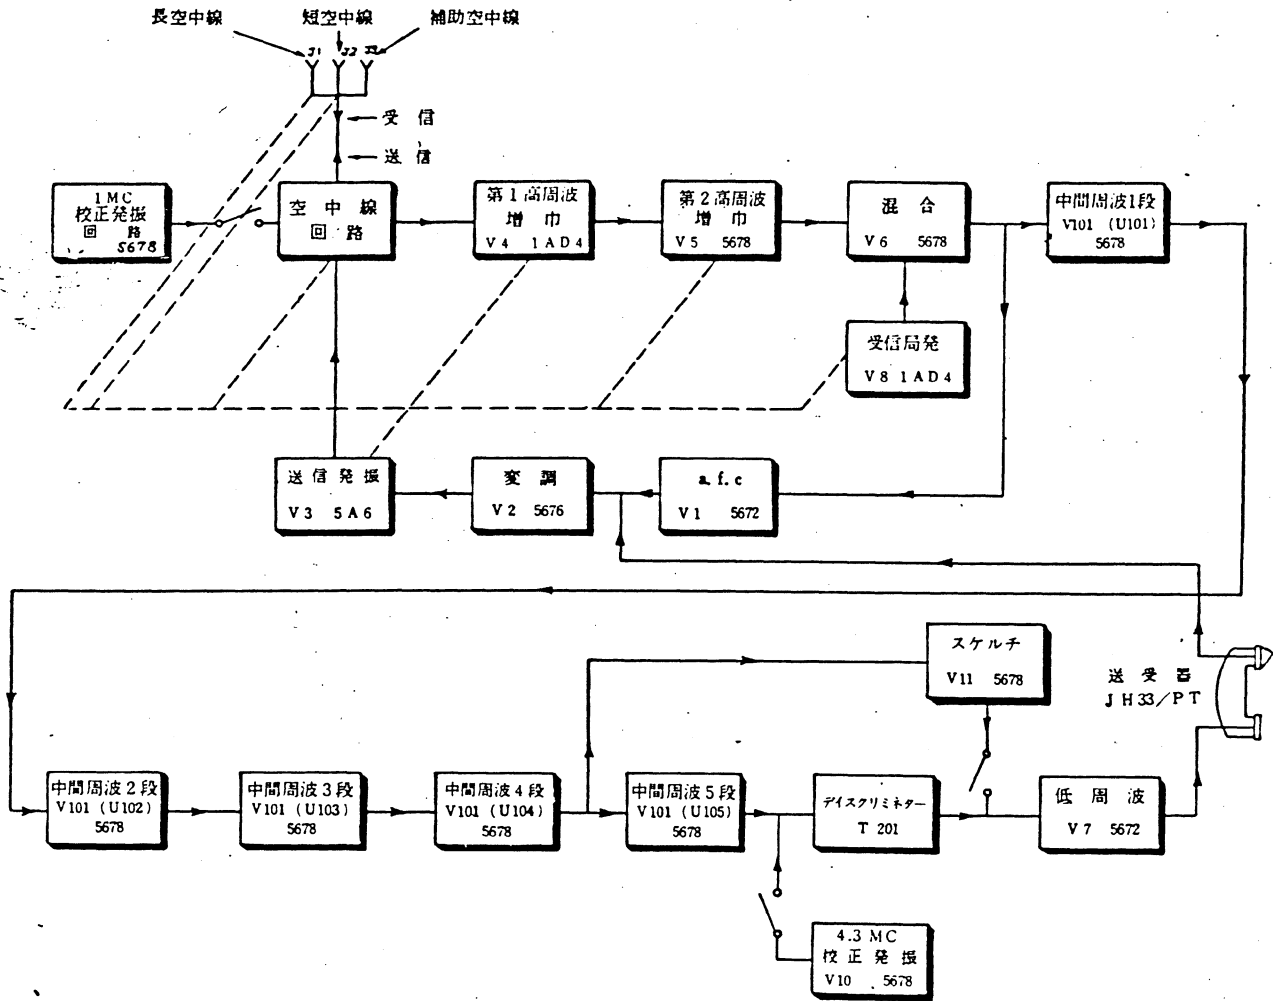 長空中線
短空中線
補助空中線
J1
J2
J3
受信
送信
1MC
校正発振
回路
5678
空中線
回路
第1高周波
増巾
V4 1AD4
第2高周波
増巾
V5 5678
混合
V6 5678
中間周波1段
V101 (U101)
5678
受信局発
V8 1AD4
送信発振
V3 5A6
変調
V2 5676
a.f.c
V1 5672
スケルチ
V11 5678
送受器
JH33/PT
中間周波2段
V101 (U102)
5678
中間周波3段
V101 (U103)
5678
中間周波4段
V101 (U104)
5678
中間周波5段
V101 (U105)
5678
デイスクリミネター
T 201
低周波
V7 5672
4.3 MC
校正発振
V10 5678